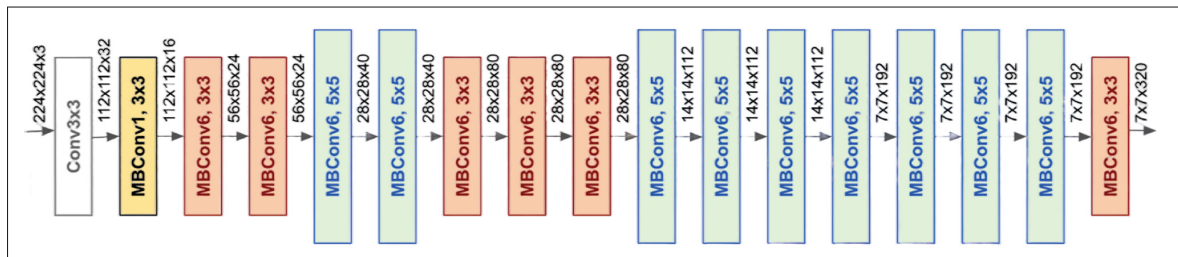 224x224x3
Conv3x3
112x112x32
MBConv1, 3x3
112x112x16
MBConv6, 3x3
56x56x24
MBConv6, 3x3
56x56x24
MBConv6, 5x5
28x28x40
MBConv6, 5x5
28x28x40
MBConv6, 3x3
28x28x80
MBConv6, 3x3
28x28x80
MBConv6, 3x3
28x28x80
MBConv6, 5x5
14x14x112
MBConv6, 5x5
14x14x112
MBConv6, 5x5
14x14x112
MBConv6, 5x5
7x7x192
MBConv6, 5x5
7x7x192
MBConv6, 5x5
7x7x192
MBConv6, 5x5
7x7x192
MBConv6, 3x3
7x7x320